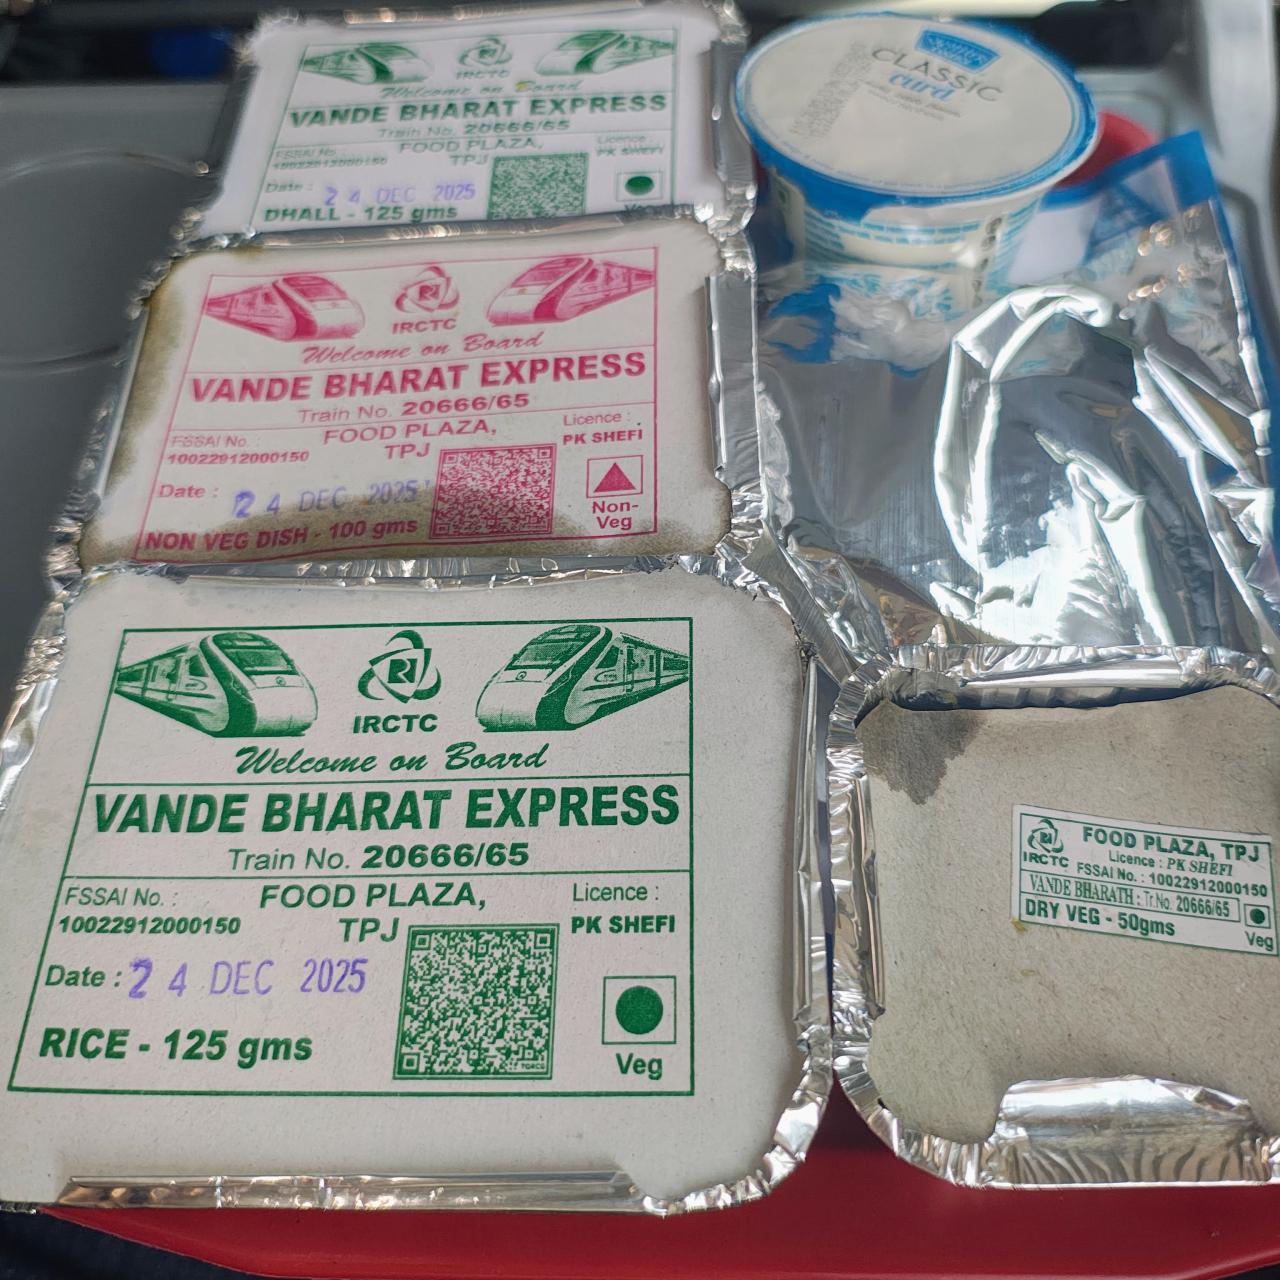 IRCTC
Welcome on Board
VANDE BHARAT EXPRESS
Train No. 20666/65
FSSAI No. :
10022912000150
FOOD PLAZA,
TPJ
Licence :
PK SHEFI
Date : 24 DEC 2025
DHALL - 125 gms
CLASSIC
curd
IRCTC
Welcome on Board
VANDE BHARAT EXPRESS
Train No. 20666/65
FSSAI No. :
10022912000150
FOOD PLAZA,
TPJ
Licence :
PK SHEFI
Date : 24 DEC 2025
NON VEG DISH - 100 gms
Non-
Veg
IRCTC
Welcome on Board
VANDE BHARAT EXPRESS
Train No. 20666/65
FSSAI No. :
10022912000150
FOOD PLAZA,
TPJ
Licence :
PK SHEFI
Date : 24 DEC 2025
RICE - 125 gms
Veg
IRCTC
FOOD PLAZA, TPJ
Licence : PK SHEFI
FSSAI No. : 10022912000150
VANDE BHARATH : Tr.No. 20666/65
DRY VEG - 50gms
Veg